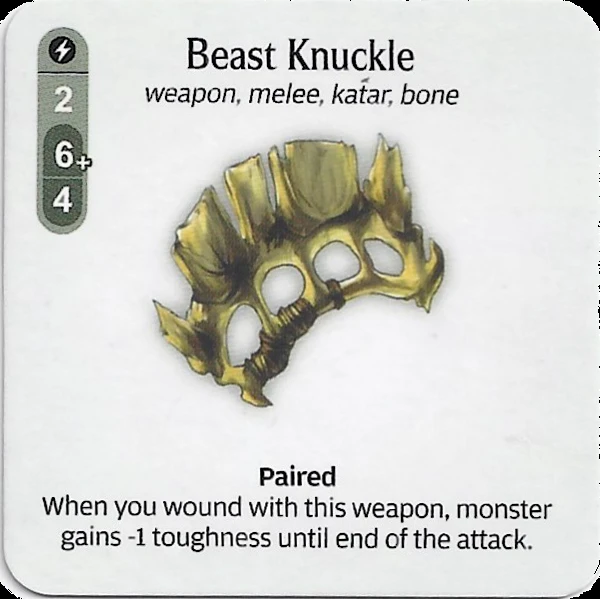 Beast Knuckle
weapon, melee, katar, bone
2
6+
4
Paired
When you wound with this weapon, monster
gains -1 toughness until end of the attack.